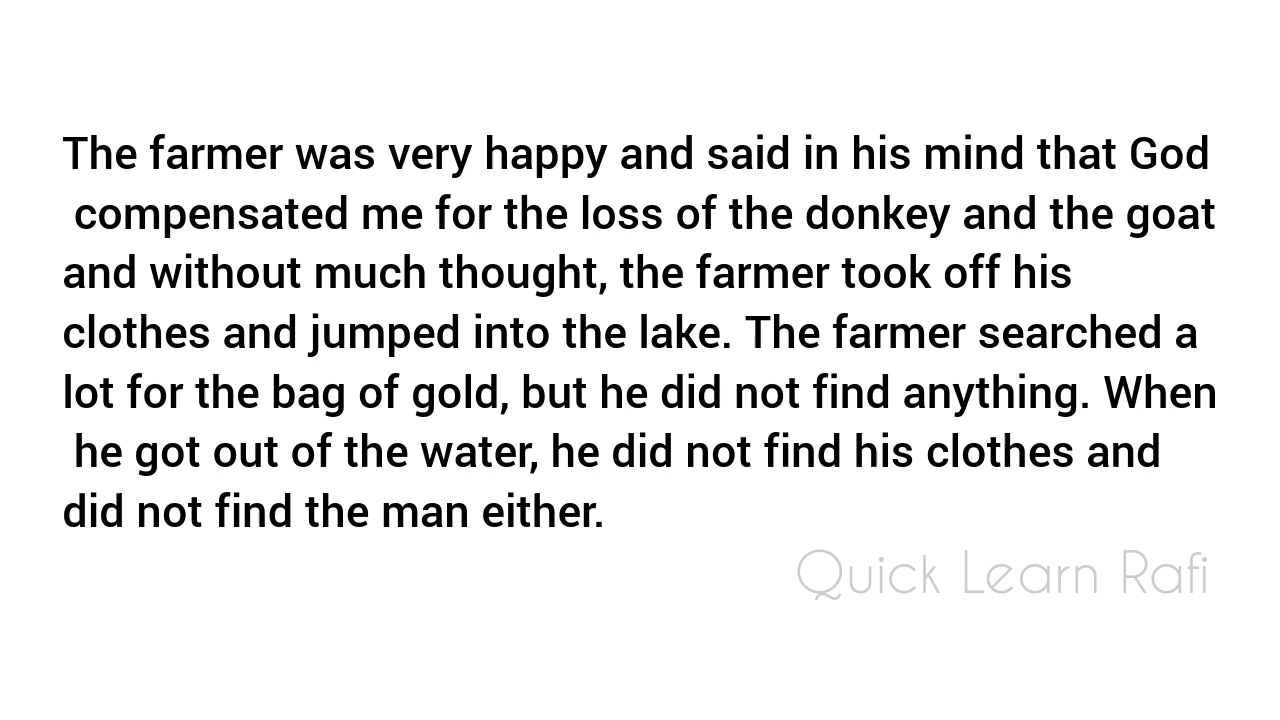 The farmer was very happy and said in his mind that God
compensated me for the loss of the donkey and the goat
and without much thought, the farmer took off his
clothes and jumped into the lake. The farmer searched a
lot for the bag of gold, but he did not find anything. When
he got out of the water, he did not find his clothes and
did not find the man either.
Quick Learn Rafi